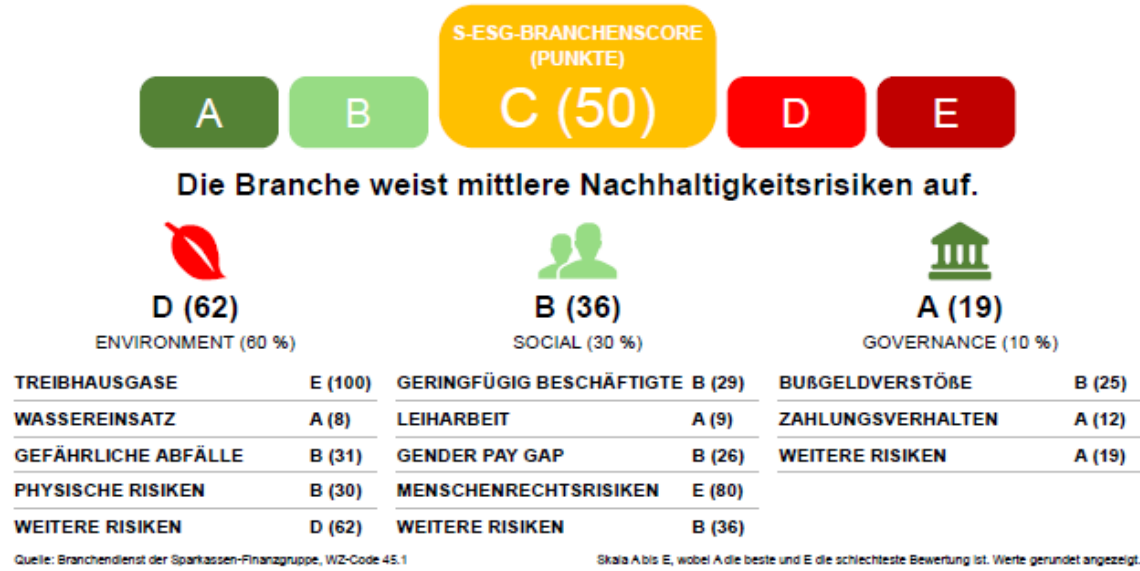 S-ESG-BRANCHENSCORE
(PUNKTE)
A
B
C (50)
D
E
Die Branche weist mittlere Nachhaltigkeitsrisiken auf.
D (62)
ENVIRONMENT (60 %)
TREIBHAUSGASE E (100)
WASSEREINSATZ A (8)
GEFÄHRLICHE ABFÄLLE B (31)
PHYSISCHE RISIKEN B (30)
WEITERE RISIKEN D (62)
B (36)
SOCIAL (30 %)
GERINGFÜGIG BESCHÄFTIGTE B (29)
LEIHARBEIT A (9)
GENDER PAY GAP B (26)
MENSCHENRECHTSRISIKEN E (80)
WEITERE RISIKEN B (36)
A (19)
GOVERNANCE (10 %)
BUßGELDVERSTÖßE B (25)
ZAHLUNGSVERHALTEN A (12)
WEITERE RISIKEN A (19)
Quelle: Branchendienst der Sparkassen-Finanzgruppe, WZ-Code 45.1
Skala A bis E, wobei A die beste und E die schlechteste Bewertung ist. Werte gerundet angezeigt.